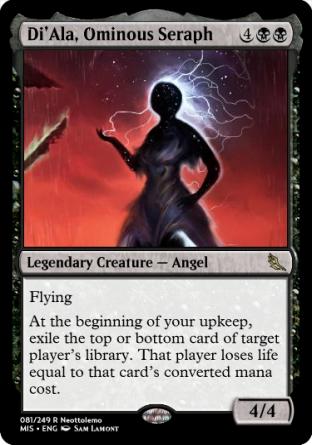 Di'Ala, Ominous Seraph 4
Legendary Creature — Angel
Flying
At the beginning of your upkeep,
exile the top or bottom card of target
player's library. That player loses life
equal to that card's converted mana
cost.
081/249 R Neottolemo
MIS • ENG Sam Lamont
4/4